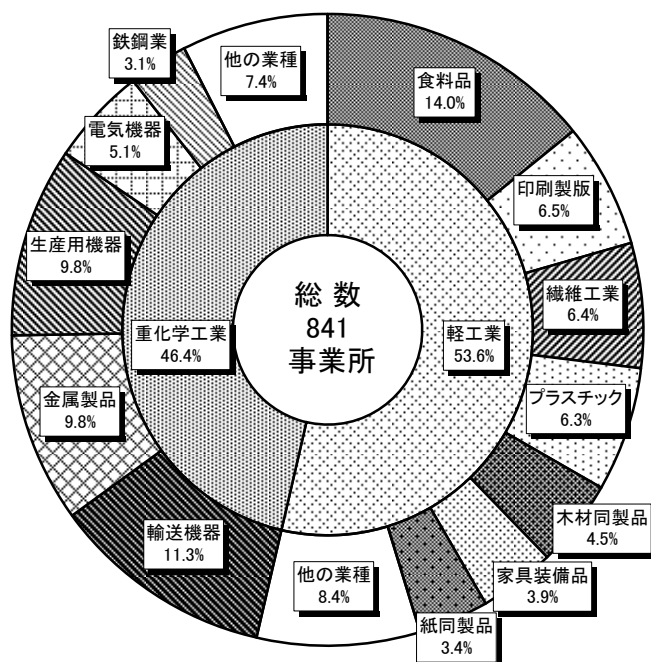 鉄鋼業
3.1%
他の業種
7.4%
食料品
14.0%
電気機器
5.1%
印刷製版
6.5%
生産用機器
9.8%
繊維工業
6.4%
総数
841
事業所
重化学工業
46.4%
軽工業
53.6%
金属製品
9.8%
プラスチック
6.3%
輸送機器
11.3%
木材同製品
4.5%
他の業種
8.4%
家具装備品
3.9%
紙同製品
3.4%